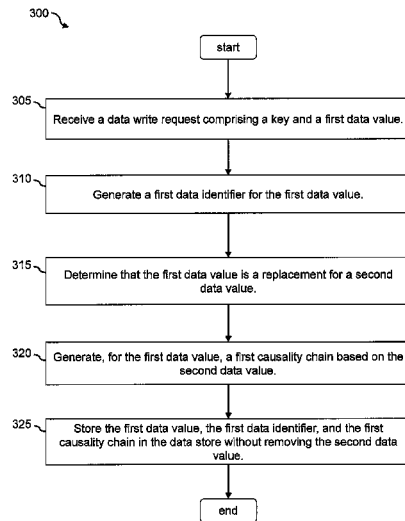 300
start
305
Receive a data write request comprising a key and a first data value.
310
Generate a first data identifier for the first data value.
315
Determine that the first data value is a replacement for a second
data value.
320
Generate, for the first data value, a first causality chain based on the
second data value.
325
Store the first data value, the first data identifier, and the first
causality chain in the data store without removing the second data
value.
end